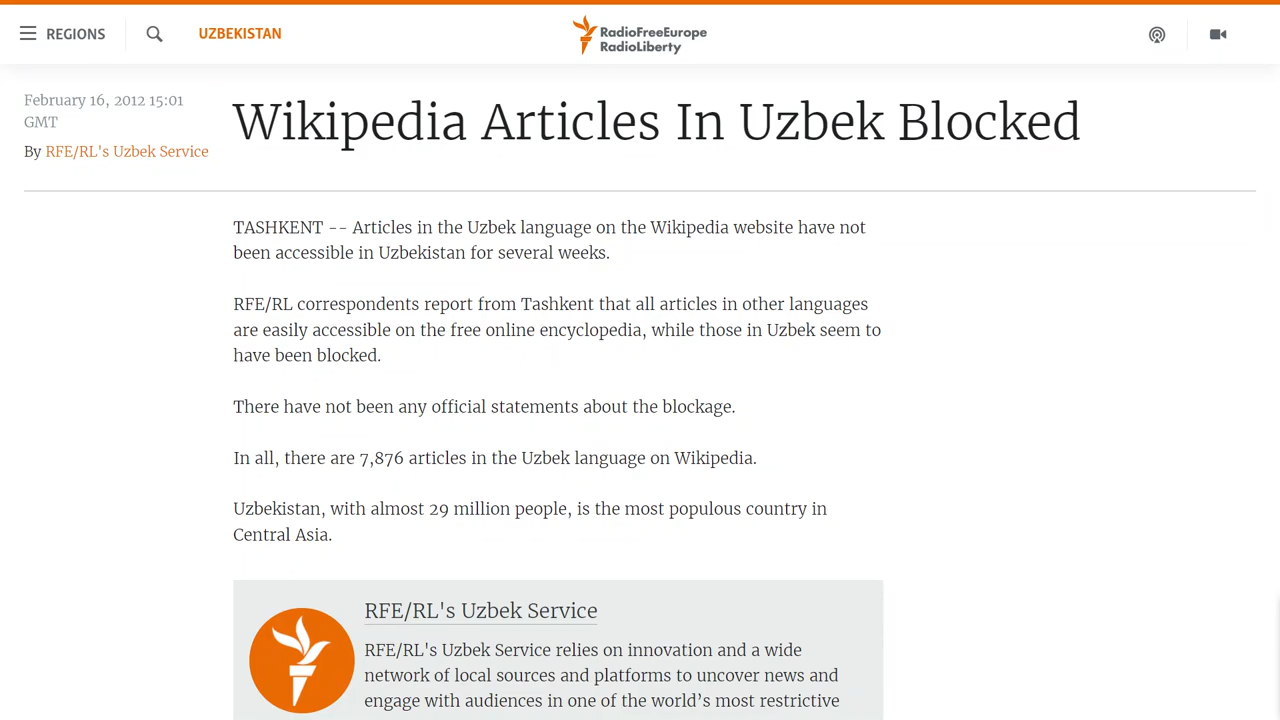 REGIONS
UZBEKISTAN
RadioFreeEurope
RadioLiberty
February 16, 2012 15:01
GMT
By RFE/RL's Uzbek Service
Wikipedia Articles In Uzbek Blocked
TASHKENT -- Articles in the Uzbek language on the Wikipedia website have not
been accessible in Uzbekistan for several weeks.
RFE/RL correspondents report from Tashkent that all articles in other languages
are easily accessible on the free online encyclopedia, while those in Uzbek seem to
have been blocked.
There have not been any official statements about the blockage.
In all, there are 7,876 articles in the Uzbek language on Wikipedia.
Uzbekistan, with almost 29 million people, is the most populous country in
Central Asia.
RFE/RL's Uzbek Service
RFE/RL's Uzbek Service relies on innovation and a wide
network of local sources and platforms to uncover news and
engage with audiences in one of the world’s most restrictive